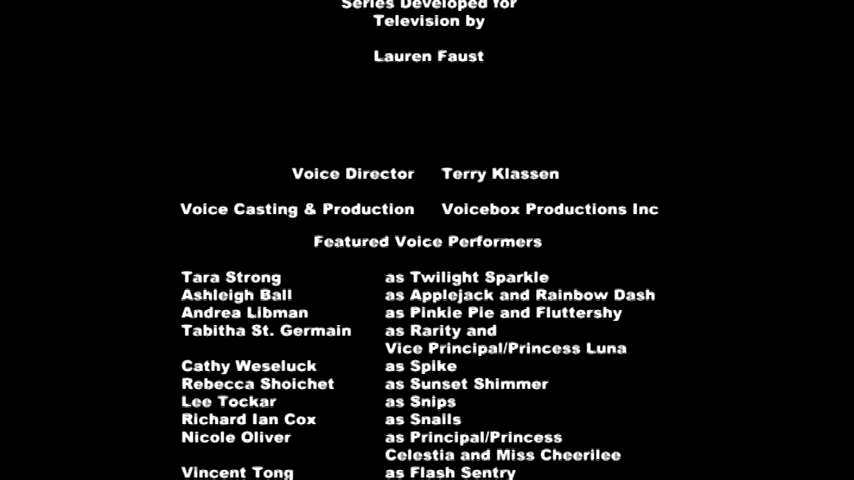 Series Developed for
Television by
Lauren Faust
Voice Director Terry Klassen
Voice Casting & Production Voicebox Productions Inc
Featured Voice Performers
Tara Strong as Twilight Sparkle
Ashleigh Ball as Applejack and Rainbow Dash
Andrea Libman as Pinkie Pie and Fluttershy
Tabitha St. Germain as Rarity and
Vice Principal/Princess Luna
Cathy Weseluck as Spike
Rebecca Shoichet as Sunset Shimmer
Lee Tockar as Snips
Richard Ian Cox as Snails
Nicole Oliver as Principal/Princess
Celestia and Miss Cheerilee
Vincent Tong as Flash Sentry